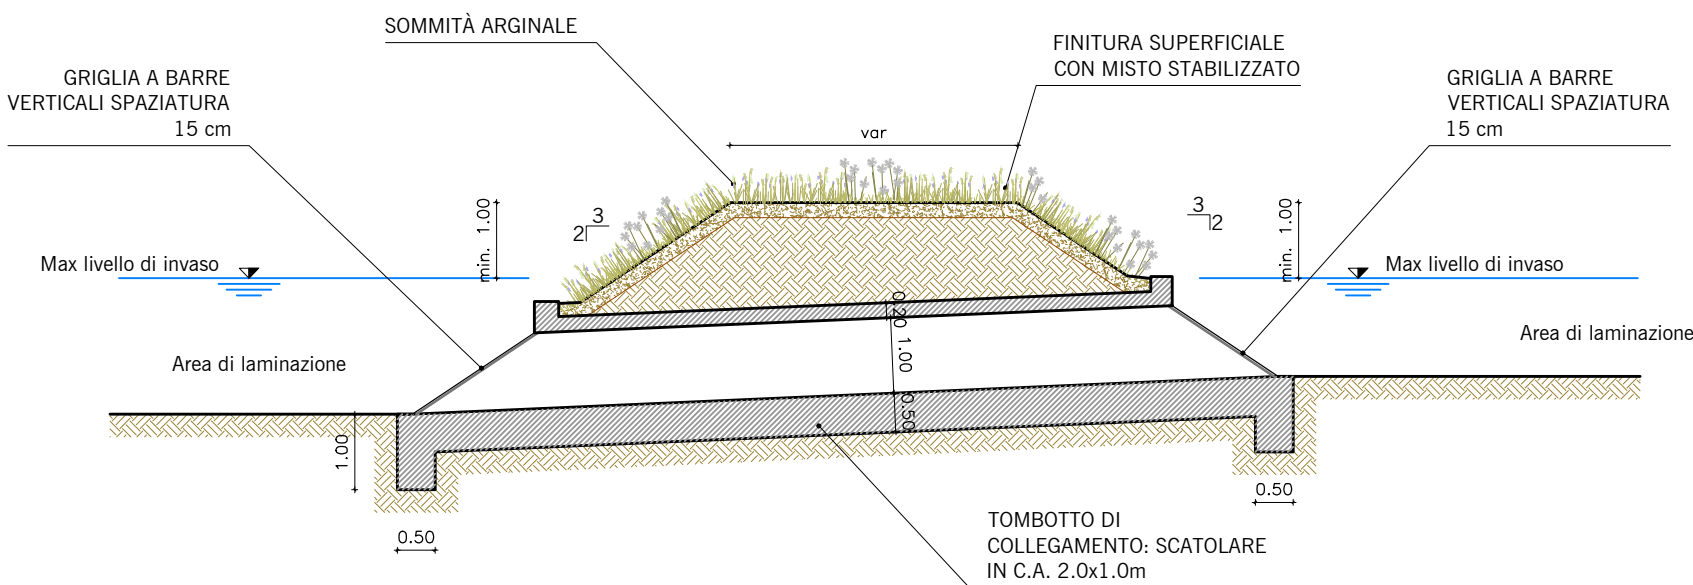 SOMMITÀ ARGINALE
FINITURA SUPERFICIALE
CON MISTO STABILIZZATO
GRIGLIA A BARRE
VERTICALI SPAZIATURA
15 cm
GRIGLIA A BARRE
VERTICALI SPAZIATURA
15 cm
var
min. 1.00
3
2
3
2
min. 1.00
Max livello di invaso
Max livello di invaso
Area di laminazione
Area di laminazione
0.20
1.00
0.50
1.00
0.50
0.50
TOMBOTTO DI
COLLEGAMENTO: SCATOLARE
IN C.A. 2.0x1.0m